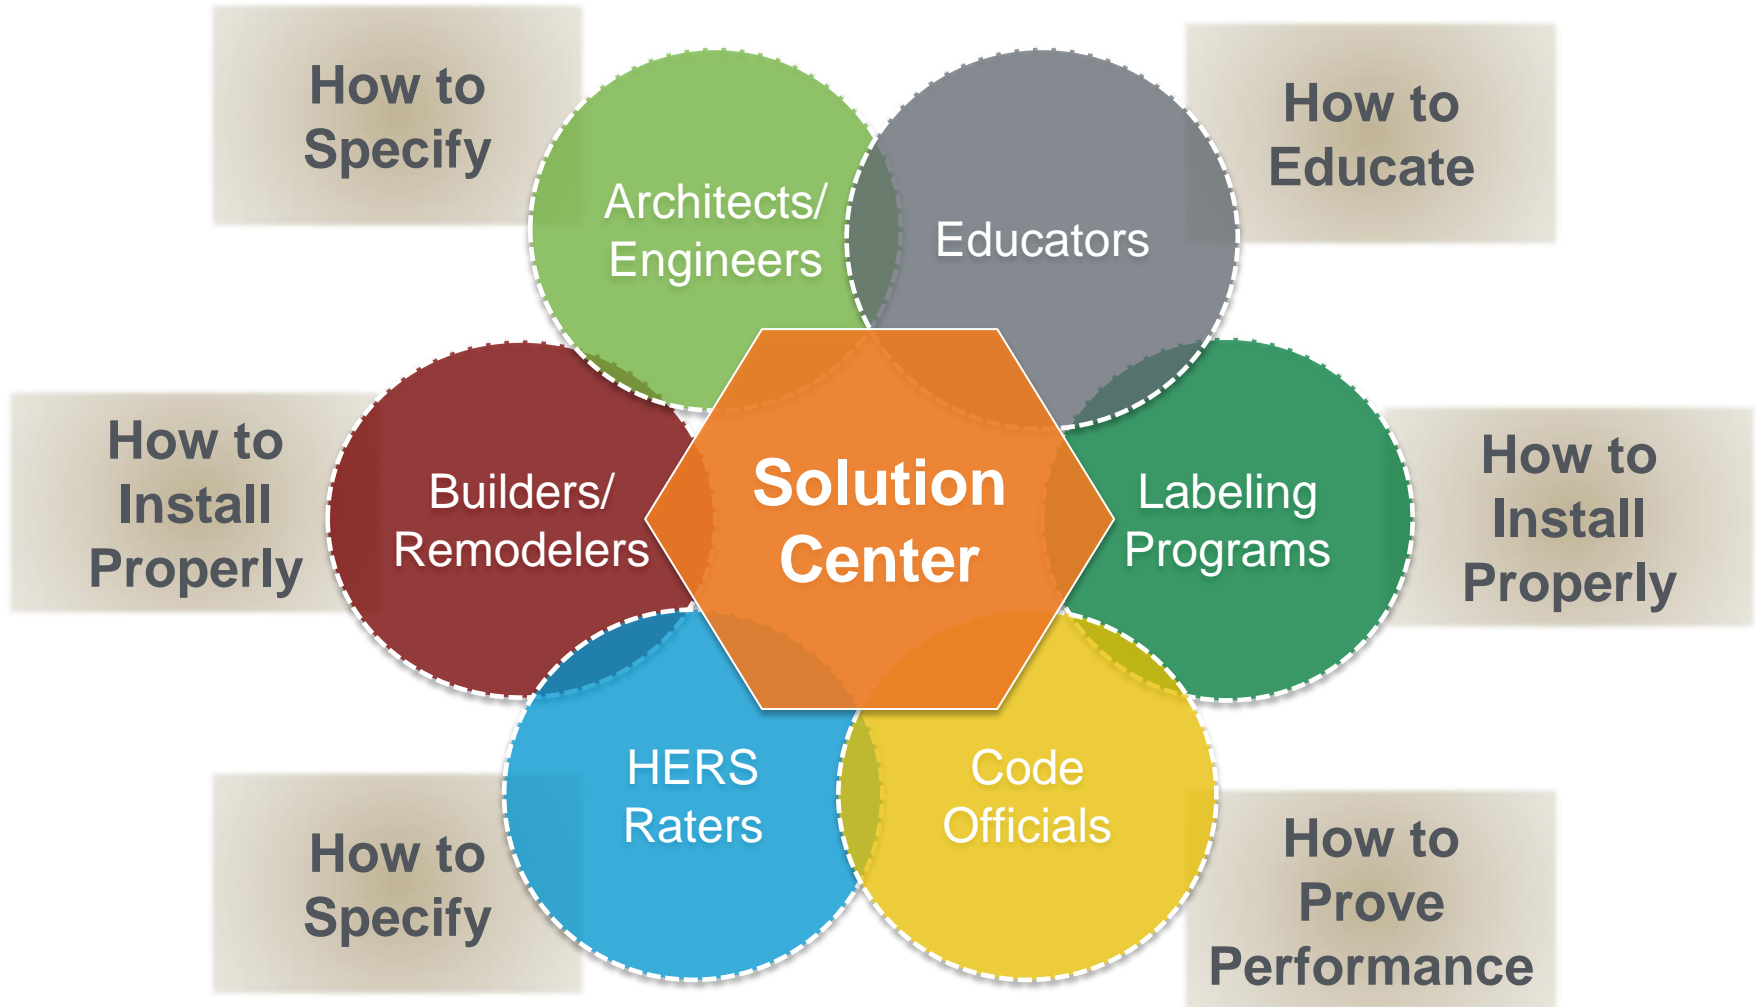 How to
Specify
Architects/
Engineers
Educators
How to
Educate
How to
Install
Properly
Builders/
Remodelers
Solution
Center
Labeling
Programs
How to
Install
Properly
How to
Specify
HERS
Raters
Code
Officials
How to
Prove
Performance